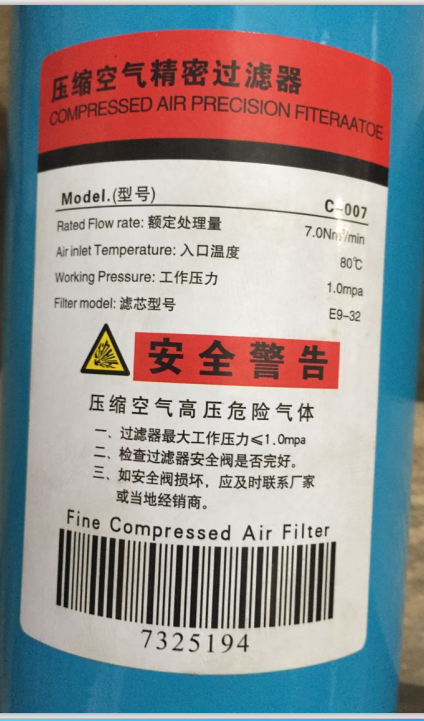 压缩空气精密过滤器
COMPRESSED AIR PRECISION FITERAATOE
Model.(型号) C-007
Rated Flow rate: 额定处理量 7.0Nm³/min
Air inlet Temperature: 入口温度 80℃
Working Pressure: 工作压力 1.0mpa
Filter model: 滤芯型号 E9-32
安全警告
压缩空气高压危险气体
一、过滤器最大工作压力≤1.0mpa
二、检查过滤器安全阀是否完好。
三、如安全阀损坏，应及时联系厂家
或当地经销商。
Fine Compressed Air Filter
7325194